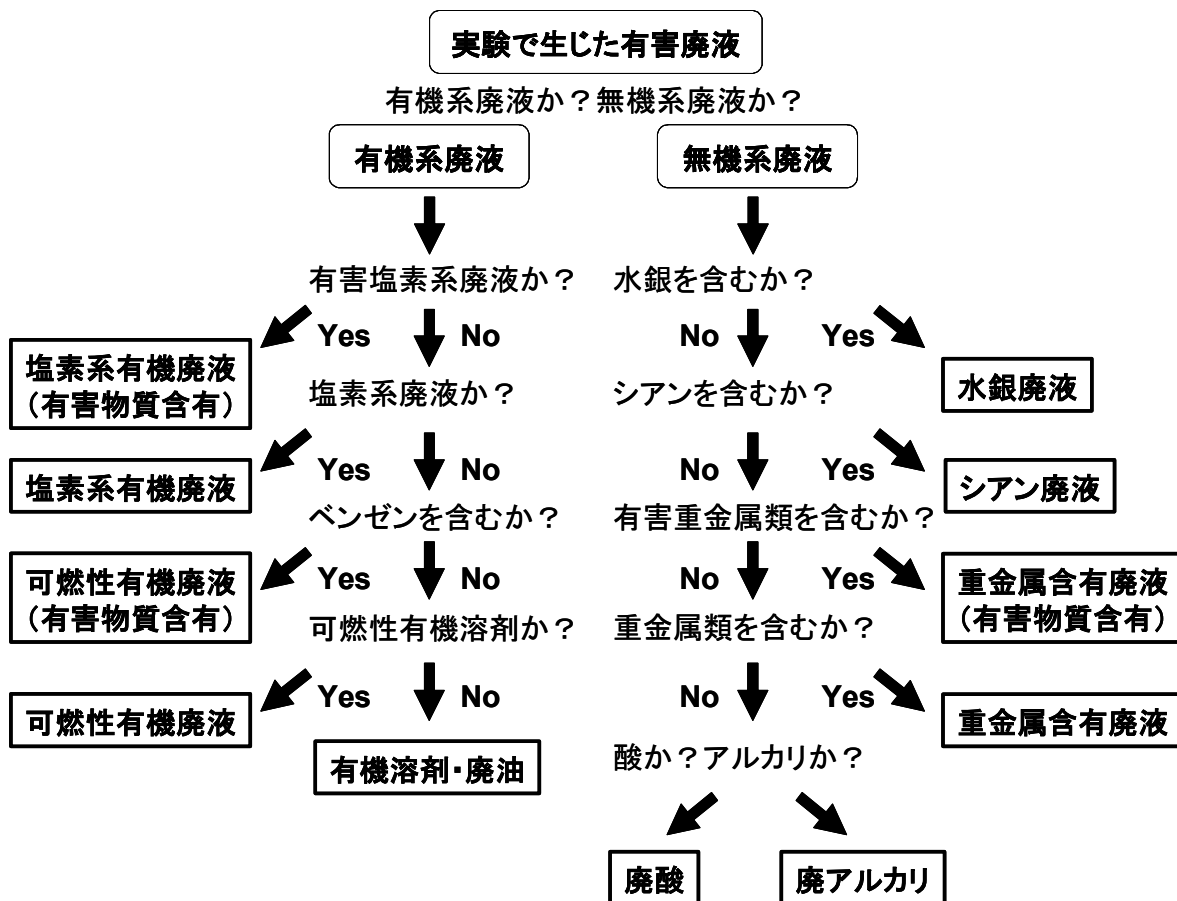 実験で生じた有害廃液
有機系廃液か？無機系廃液か？
有機系廃液
無機系廃液
有害塩素系廃液か？
水銀を含むか？
Yes
No
No
Yes
塩素系有機廃液
（有害物質含有）
塩素系廃液か？
シアンを含むか？
水銀廃液
Yes
No
No
Yes
塩素系有機廃液
シアン廃液
ベンゼンを含むか？
有害重金属類を含むか？
Yes
No
No
Yes
可燃性有機廃液
（有害物質含有）
重金属含有廃液
（有害物質含有）
可燃性有機溶剤か？
重金属類を含むか？
Yes
No
No
Yes
可燃性有機廃液
重金属含有廃液
有機溶剤・廃油
酸か？アルカリか？
廃酸
廃アルカリ